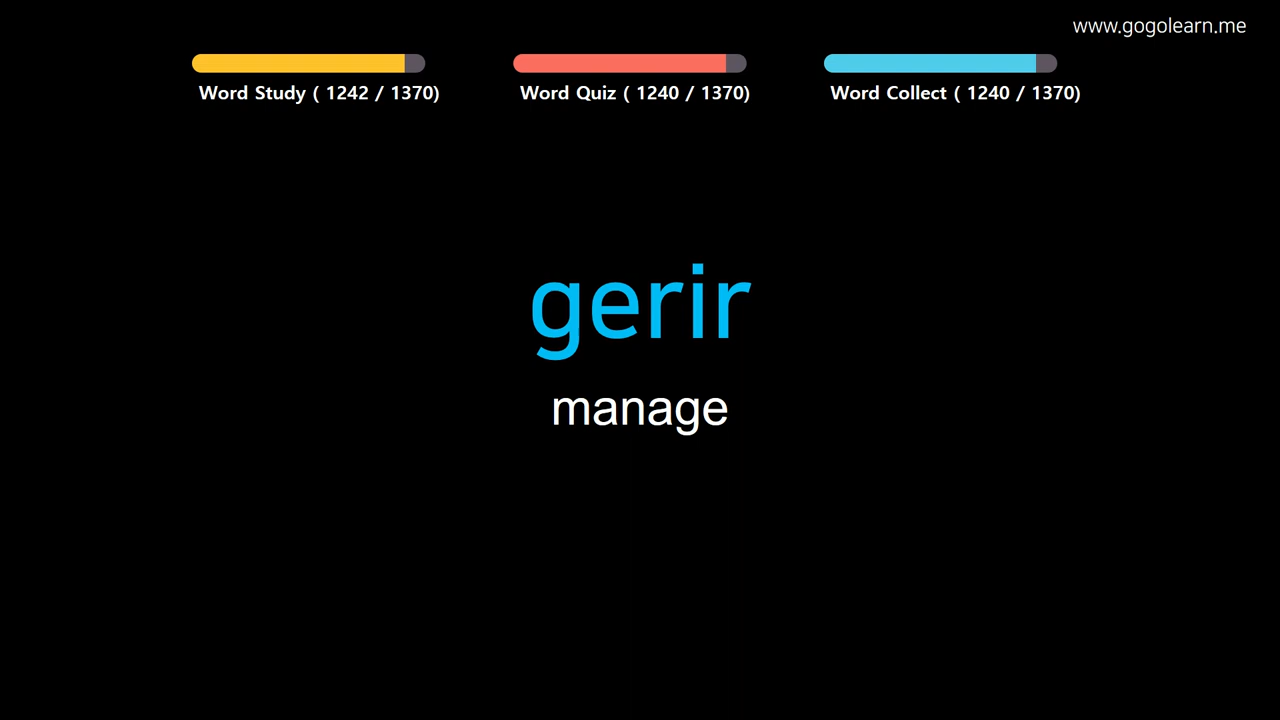 www.gogolearn.me
Word Study ( 1242 / 1370)
Word Quiz ( 1240 / 1370)
Word Collect ( 1240 / 1370)
gerir
manage